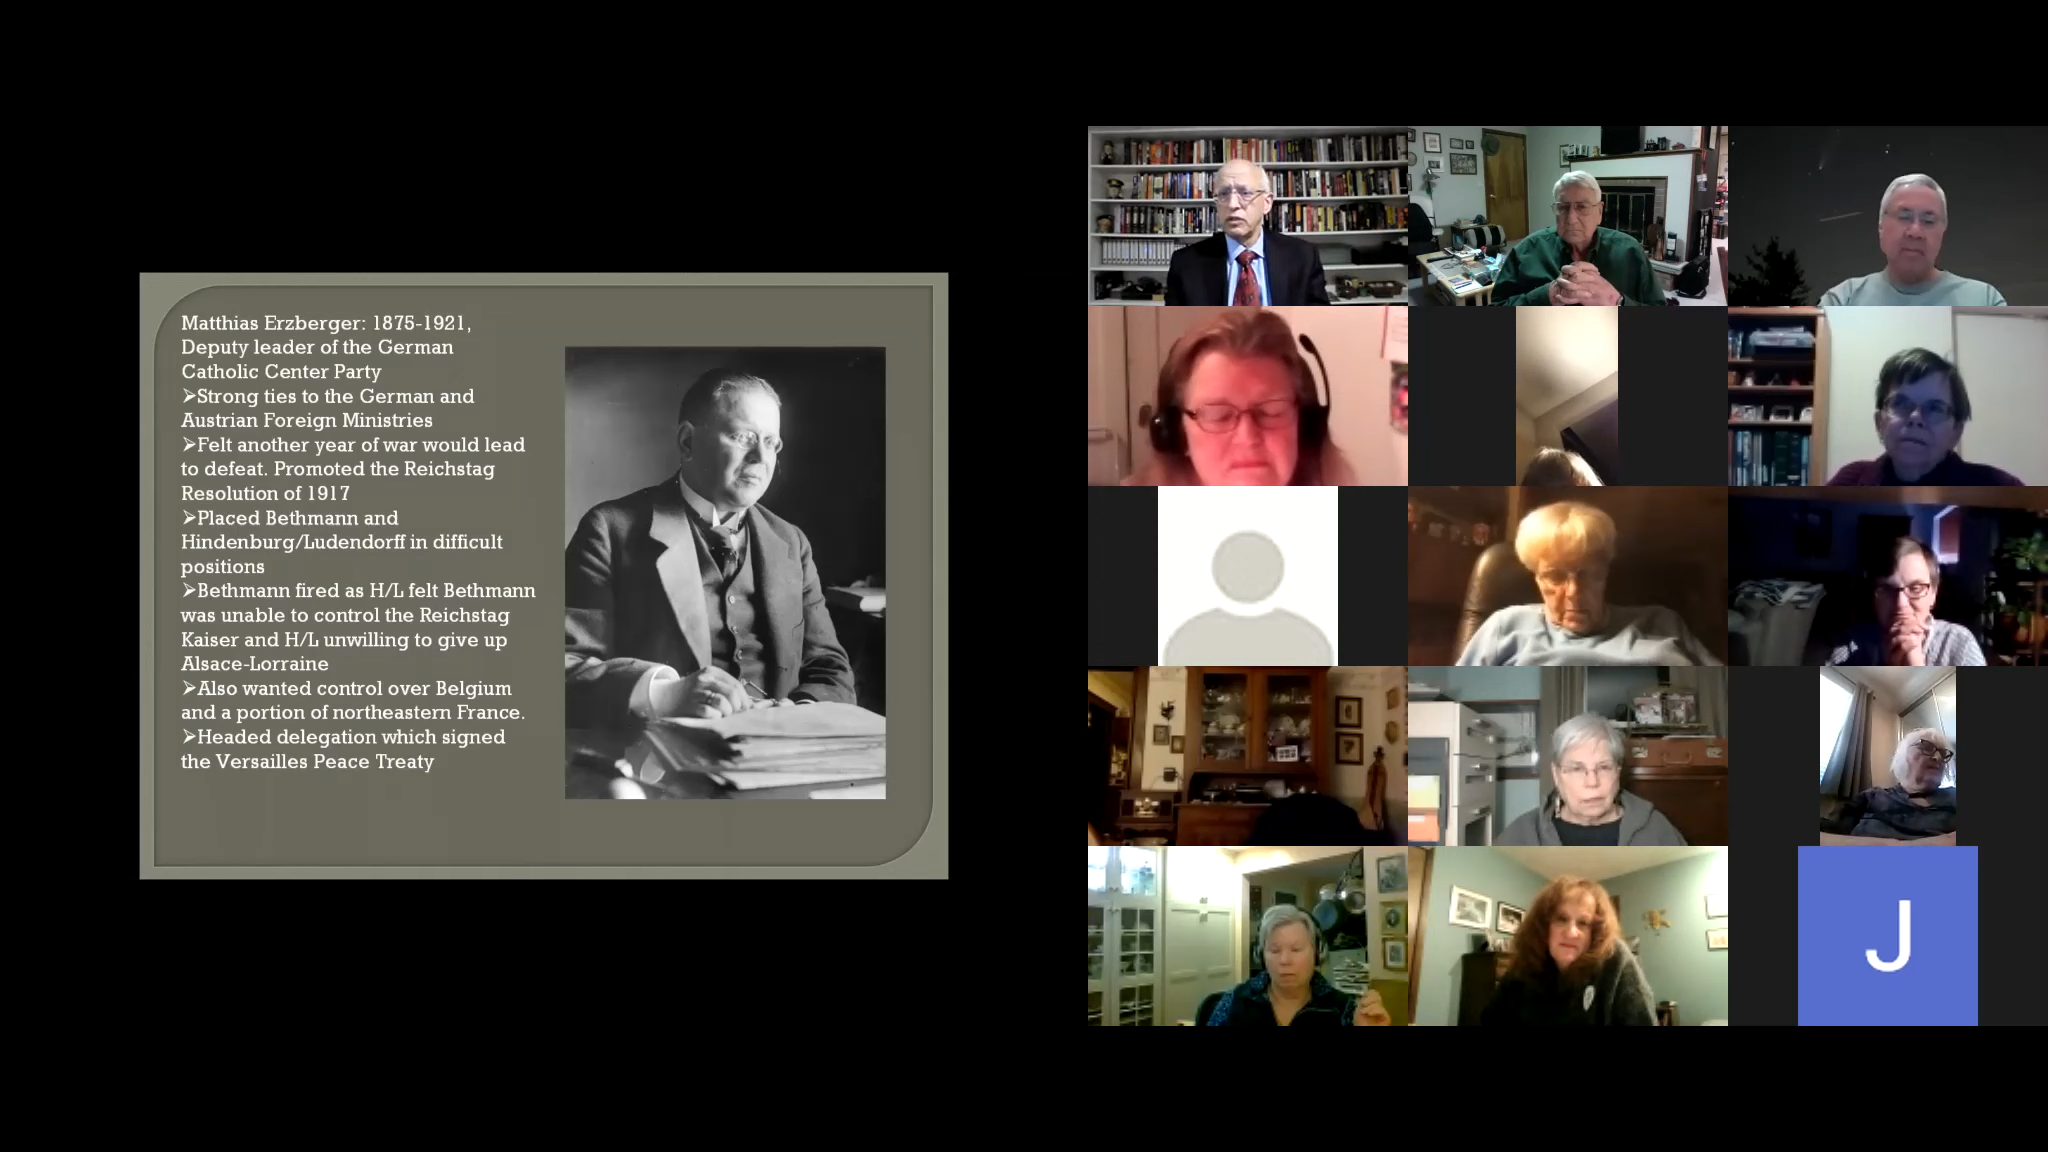 Matthias Erzberger: 1875-1921,
Deputy leader of the German
Catholic Center Party
➢Strong ties to the German and
Austrian Foreign Ministries
➢Felt another year of war would lead
to defeat. Promoted the Reichstag
Resolution of 1917
➢Placed Bethmann and
Hindenburg/Ludendorff in difficult
positions
➢Bethmann fired as H/L felt Bethmann
was unable to control the Reichstag
Kaiser and H/L unwilling to give up
Alsace-Lorraine
➢Also wanted control over Belgium
and a portion of northeastern France.
➢Headed delegation which signed
the Versailles Peace Treaty
J